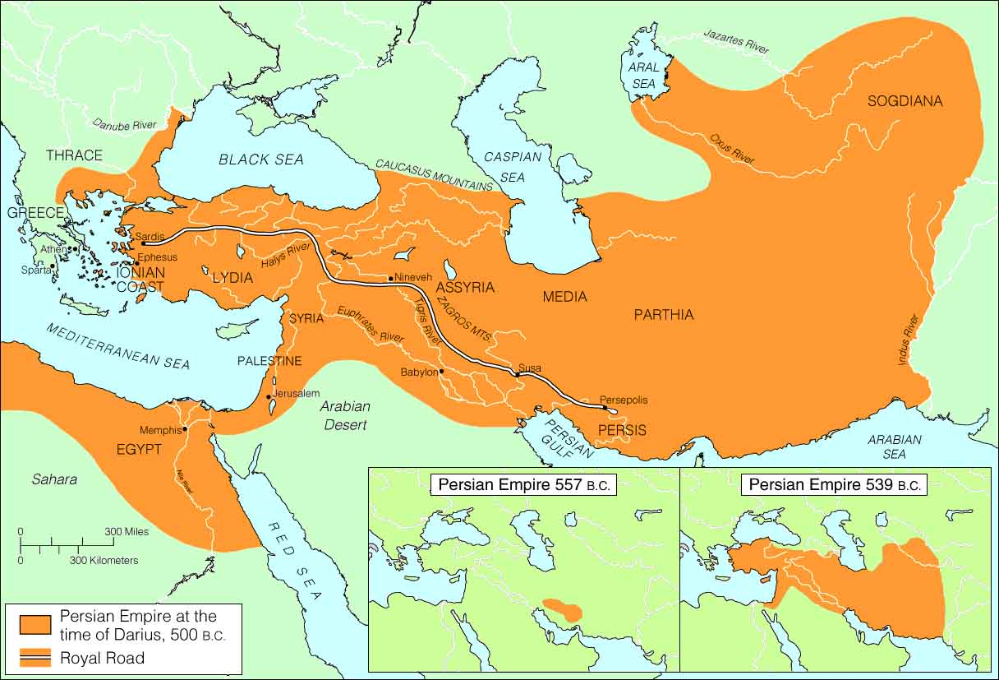 Jazartes River
ARAL
SEA
SOGDIANA
Danube River
Oxus River
THRACE
BLACK SEA
CASPIAN
SEA
CAUCASUS MOUNTAINS
GREECE
Sardis
Athen
Halys River
Ephesus
Sparta
IONIAN
COAST
LYDIA
Nineveh
ASSYRIA
MEDIA
ZAGROS MTS.
Tigris River
PARTHIA
SYRIA
Euphrates River
Indus River
MEDITERRANEAN SEA
PALESTINE
Babylon
Susa
Jerusalem
Persepolis
Arabian
Desert
Memphis
PERSIS
PERSIAN
GULF
EGYPT
ARABIAN
SEA
Sahara
Nile River
RED SEA
Persian Empire 557 B.C.
Persian Empire 539 B.C.
0 300 Miles
0 300 Kilometers
Persian Empire at the
time of Darius, 500 B.C.
Royal Road